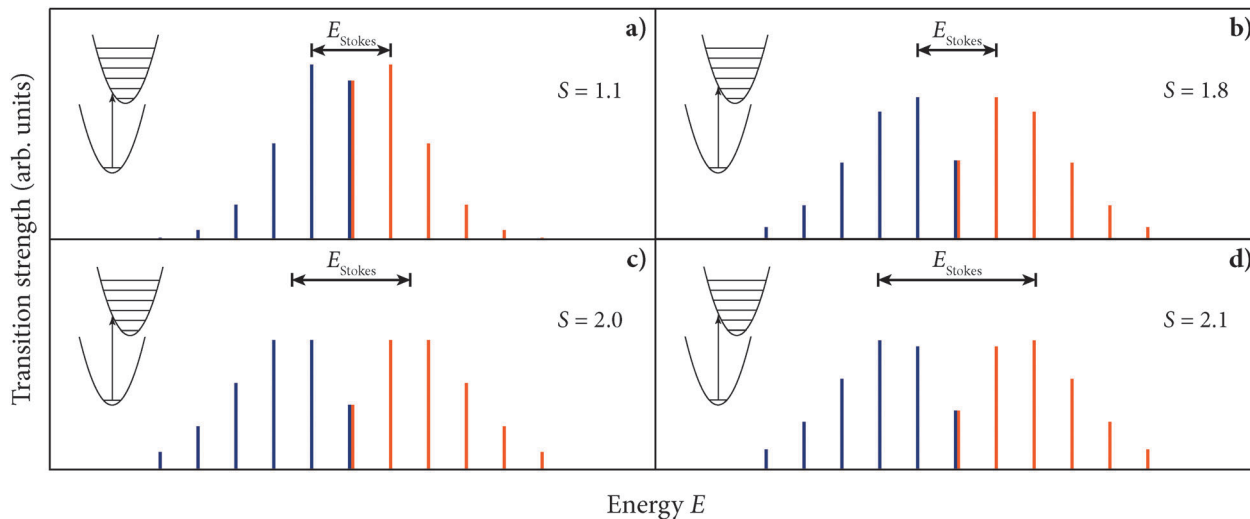 Transition strength (arb. units)
a)
E_Stokes
S = 1.1
b)
E_Stokes
S = 1.8
c)
E_Stokes
S = 2.0
d)
E_Stokes
S = 2.1
Energy E